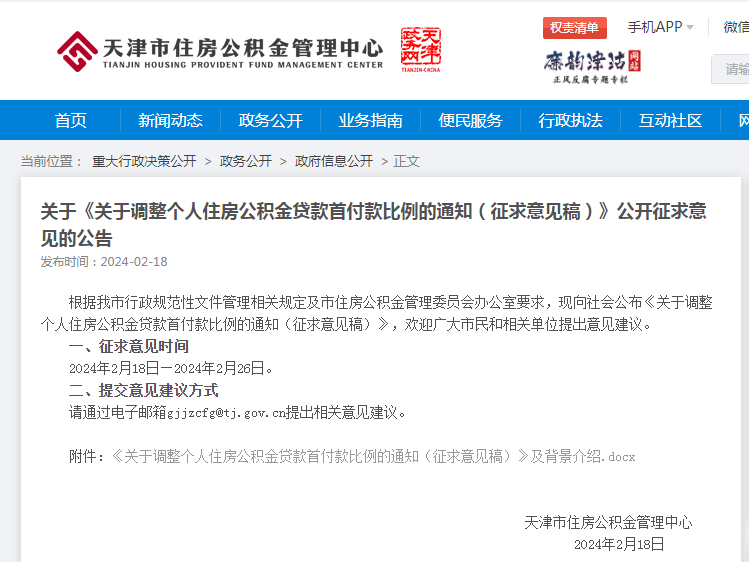 权责清单 手机APP 微信
天津市住房公积金管理中心 天津政务网
TIANJIN HOUSING PROVIDENT FUND MANAGEMENT CENTER TIANJIN·CHINA
廉韵津沽 网站
正风反腐专题专栏
请输
首页 新闻动态 政务公开 业务指南 便民服务 行政执法 互动社区 网
当前位置： 重大行政决策公开 > 政务公开 > 政府信息公开 > 正文
关于《关于调整个人住房公积金贷款首付款比例的通知（征求意见稿）》公开征求意
见的公告
发布时间：2024-02-18
根据我市行政规范性文件管理相关规定及市住房公积金管理委员会办公室要求，现向社会公布《关于调整
个人住房公积金贷款首付款比例的通知（征求意见稿）》，欢迎广大市民和相关单位提出意见建议。
一、征求意见时间
2024年2月18日—2024年2月26日。
二、提交意见建议方式
请通过电子邮箱gjjzcfg@tj.gov.cn提出相关意见建议。
附件：《关于调整个人住房公积金贷款首付款比例的通知（征求意见稿）》及背景介绍.docx
天津市住房公积金管理中心
2024年2月18日